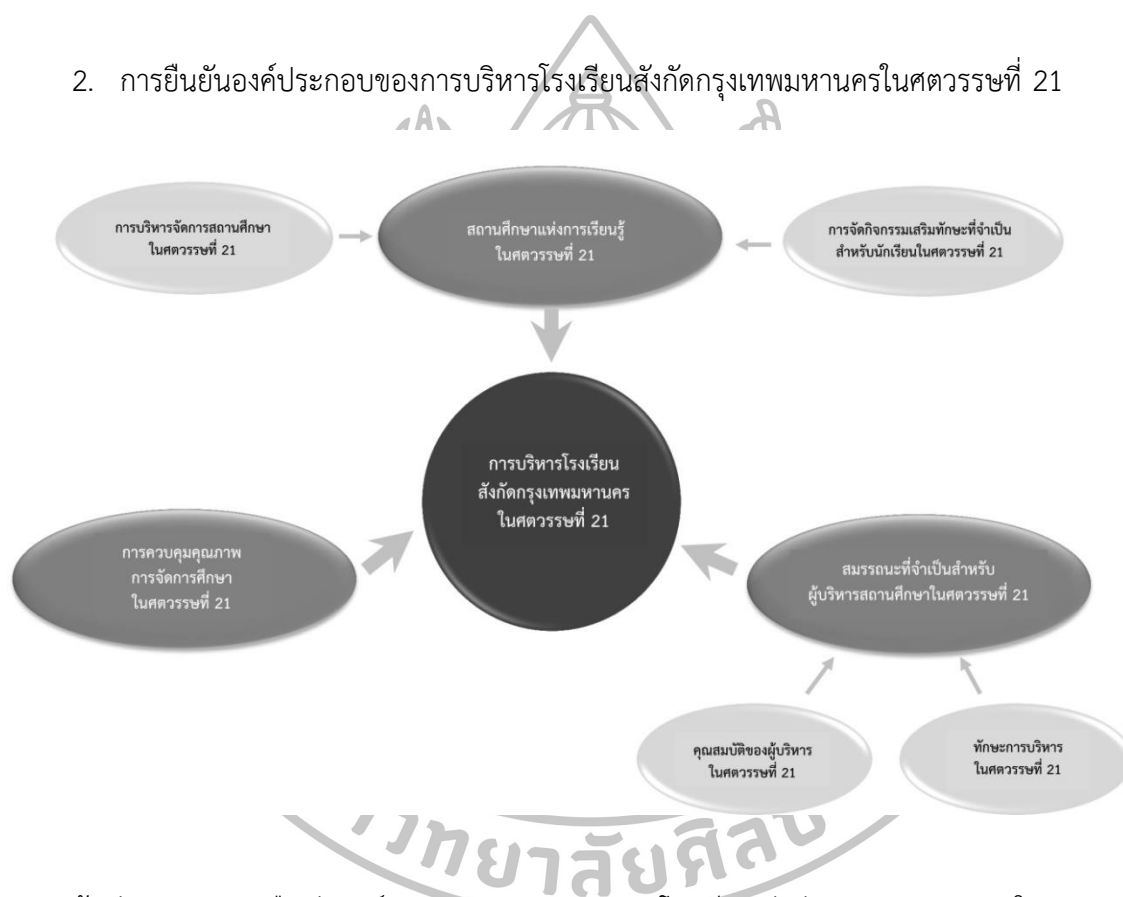 2. การยืนยันองค์ประกอบของการบริหารโรงเรียนสังกัดกรุงเทพมหานครในศตวรรษที่ 21
การบริหารจัดการสถานศึกษา
ในศตวรรษที่ 21
สถานศึกษาแห่งการเรียนรู้
ในศตวรรษที่ 21
การจัดกิจกรรมเสริมทักษะที่จำเป็น
สำหรับนักเรียนในศตวรรษที่ 21
การบริหารโรงเรียน
สังกัดกรุงเทพมหานคร
ในศตวรรษที่ 21
การควบคุมคุณภาพ
การจัดการศึกษา
ในศตวรรษที่ 21
สมรรถนะที่จำเป็นสำหรับ
ผู้บริหารสถานศึกษาในศตวรรษที่ 21
คุณสมบัติของผู้บริหาร
ในศตวรรษที่ 21
ทักษะการบริหาร
ในศตวรรษที่ 21